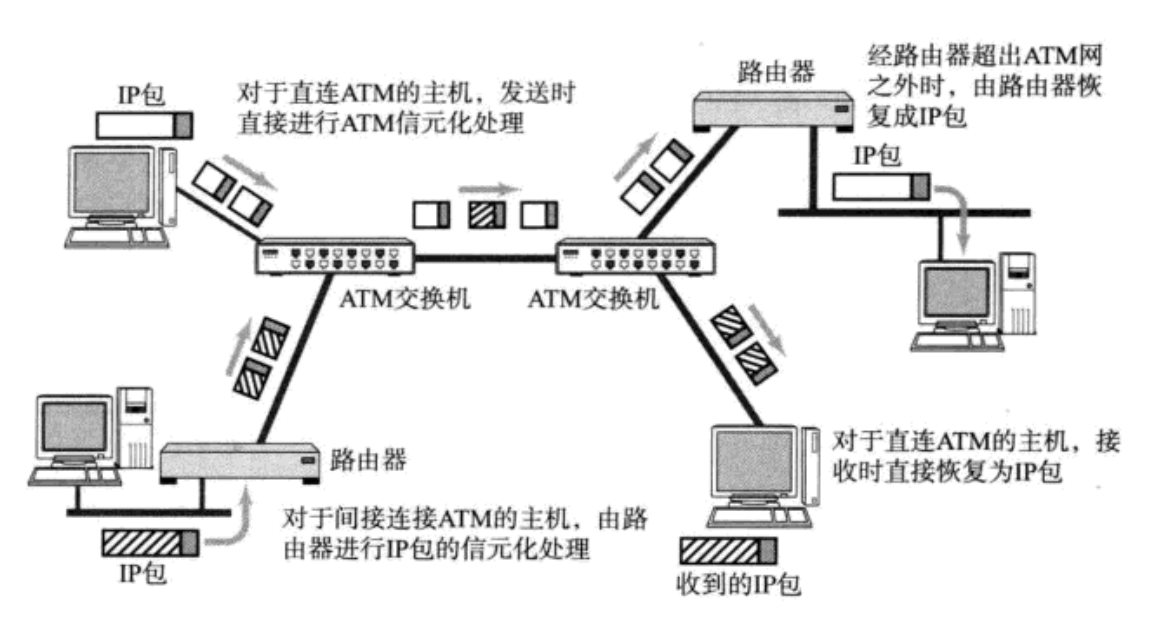 IP包
对于直连ATM的主机，发送时
直接进行ATM信元化处理
路由器
经路由器超出ATM网
之外时，由路由器恢
复成IP包
IP包
ATM交换机
ATM交换机
路由器
对于直连ATM的主机，接
收时直接恢复为IP包
对于间接连接ATM的主机，由路
由器进行IP包的信元化处理
IP包
收到的IP包